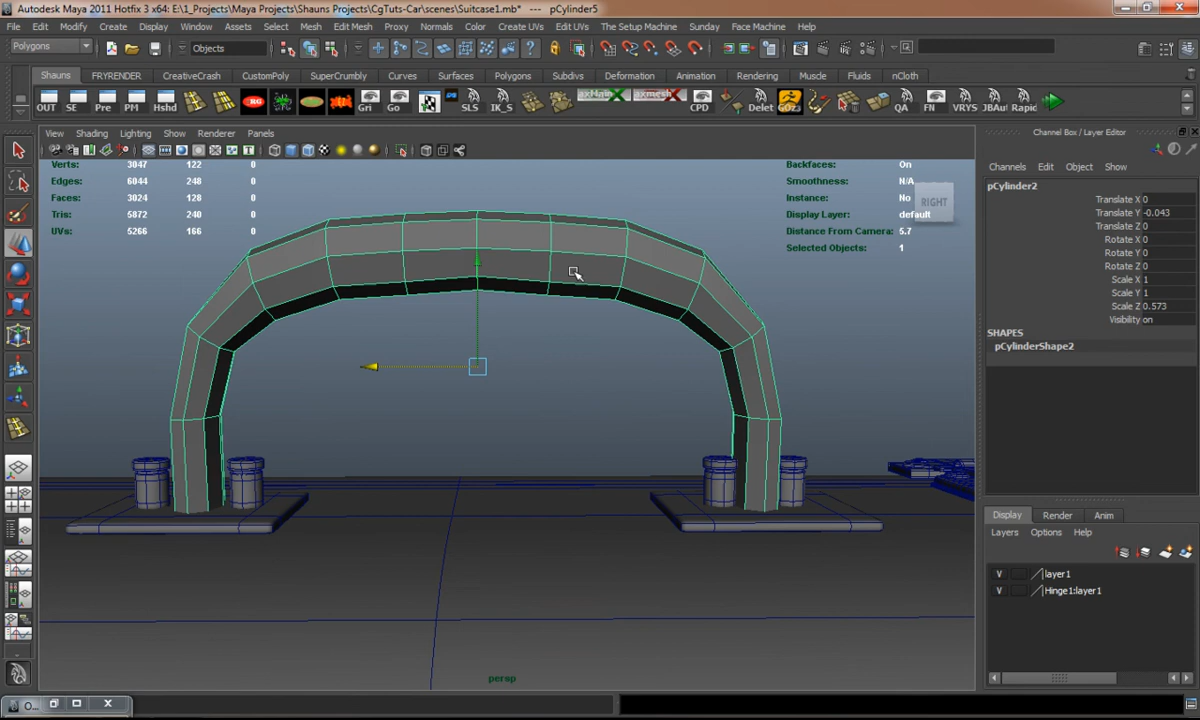 Autodesk Maya 2011 Hotfix 3 x64: E:\1_Projects\Maya Projects\Shauns Projects\CgTuts-Car\scenes\Suitcase1.mb* --- pCylinder5
File Edit Modify Create Display Window Assets Select Mesh Edit Mesh Proxy Normals Color Create UVs Edit UVs The Setup Machine Sunday Face Machine Help
Polygons Objects
Shauns FRYRENDER CreativeCrash CustomPoly SuperCrumbly Curves Surfaces Polygons Subdivs Deformation Animation Rendering Muscle Fluids nCloth
OUT SE Pre PM Hshd Gri Go SLS IK_S axMain axmesh CPD Delet GOz3 QA FN VRYS JBAu Rapic
View Shading Lighting Show Renderer Panels
Verts: 3047 122 0
Edges: 6044 248 0
Faces: 3024 128 0
Tris: 5872 240 0
UVs: 5266 166 0
Backfaces: On
Smoothness: N/A
Instance: No
Display Layer: default
Distance From Camera: 5.7
Selected Objects: 1
RIGHT
persp
Channel Box / Layer Editor
Channels Edit Object Show
pCylinder2
Translate X 0
Translate Y -0.043
Translate Z 0
Rotate X 0
Rotate Y 0
Rotate Z 0
Scale X 1
Scale Y 1
Scale Z 0.573
Visibility on
SHAPES
pCylinderShape2
Display Render Anim
Layers Options Help
V layer1
V Hinge1:layer1
O...